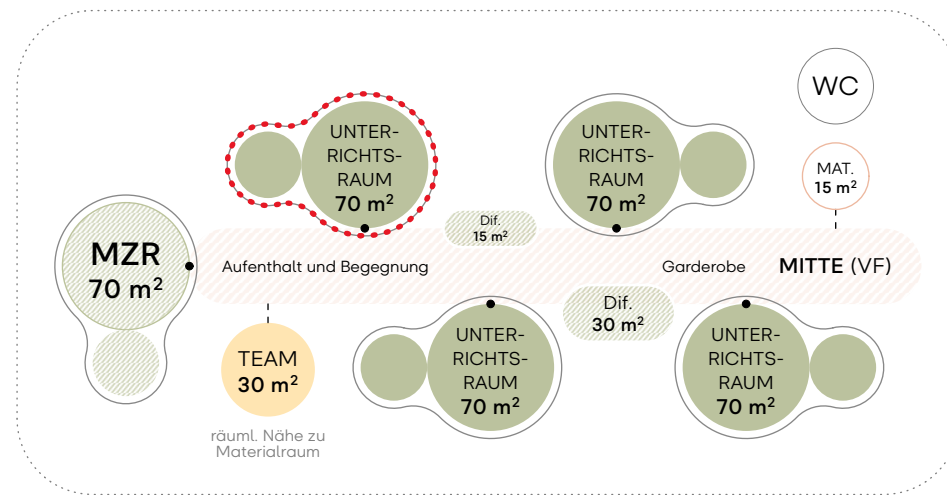 WC
UNTER-
RICHTS-
RAUM
70 m²
UNTER-
RICHTS-
RAUM
70 m²
MAT.
15 m²
Dif.
15 m²
MZR
70 m²
Aufenthalt und Begegnung
Garderobe
MITTE (VF)
Dif.
30 m²
TEAM
30 m²
UNTER-
RICHTS-
RAUM
70 m²
UNTER-
RICHTS-
RAUM
70 m²
räuml. Nähe zu
Materialraum